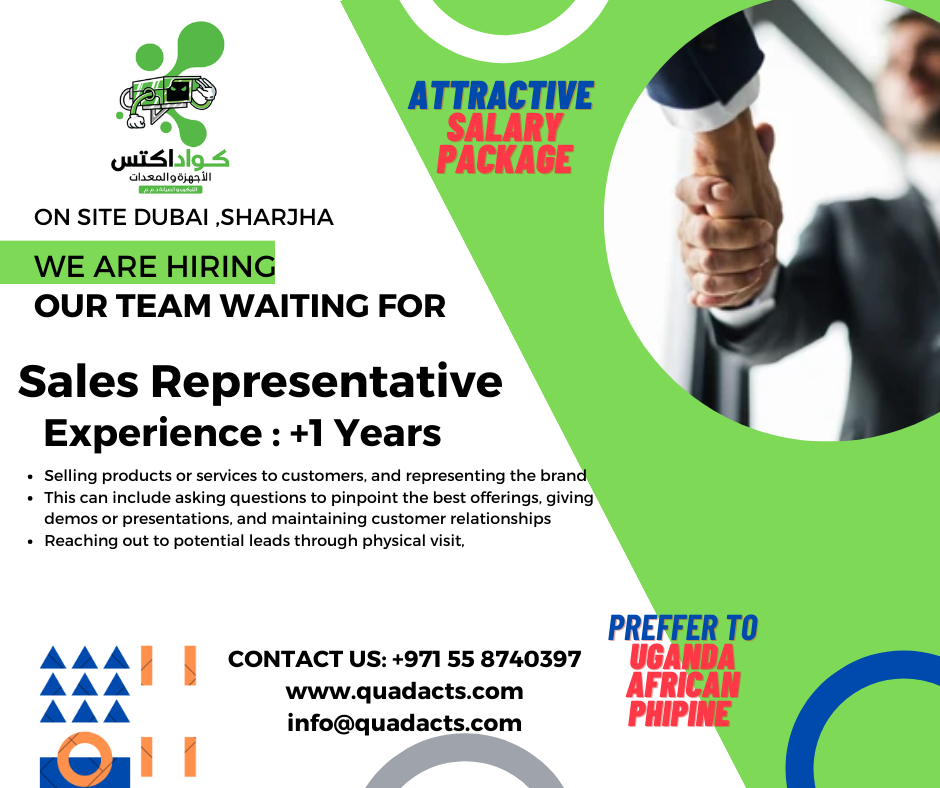 كواداكتس
الأجهزة والمعدات
التركيب و الصيانة ذ.م.م
ON SITE DUBAI ,SHARJHA
WE ARE HIRING
OUR TEAM WAITING FOR
ATTRACTIVE
SALARY
PACKAGE
Sales Representative
Experience : +1 Years
• Selling products or services to customers, and representing the brand
• This can include asking questions to pinpoint the best offerings, giving
demos or presentations, and maintaining customer relationships
• Reaching out to potential leads through physical visit,
CONTACT US: +971 55 8740397
www.quadacts.com
info@quadacts.com
PREFFER TO
UGANDA
AFRICAN
PHIPINE